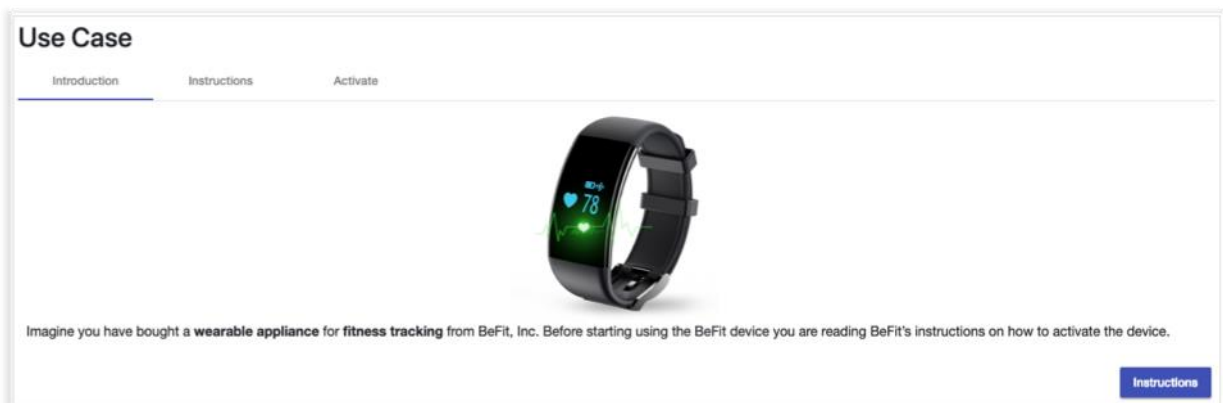 Use Case
Introduction Instructions Activate
78
Imagine you have bought a wearable appliance for fitness tracking from BeFit, Inc. Before starting using the BeFit device you are reading BeFit's instructions on how to activate the device.
Instructions